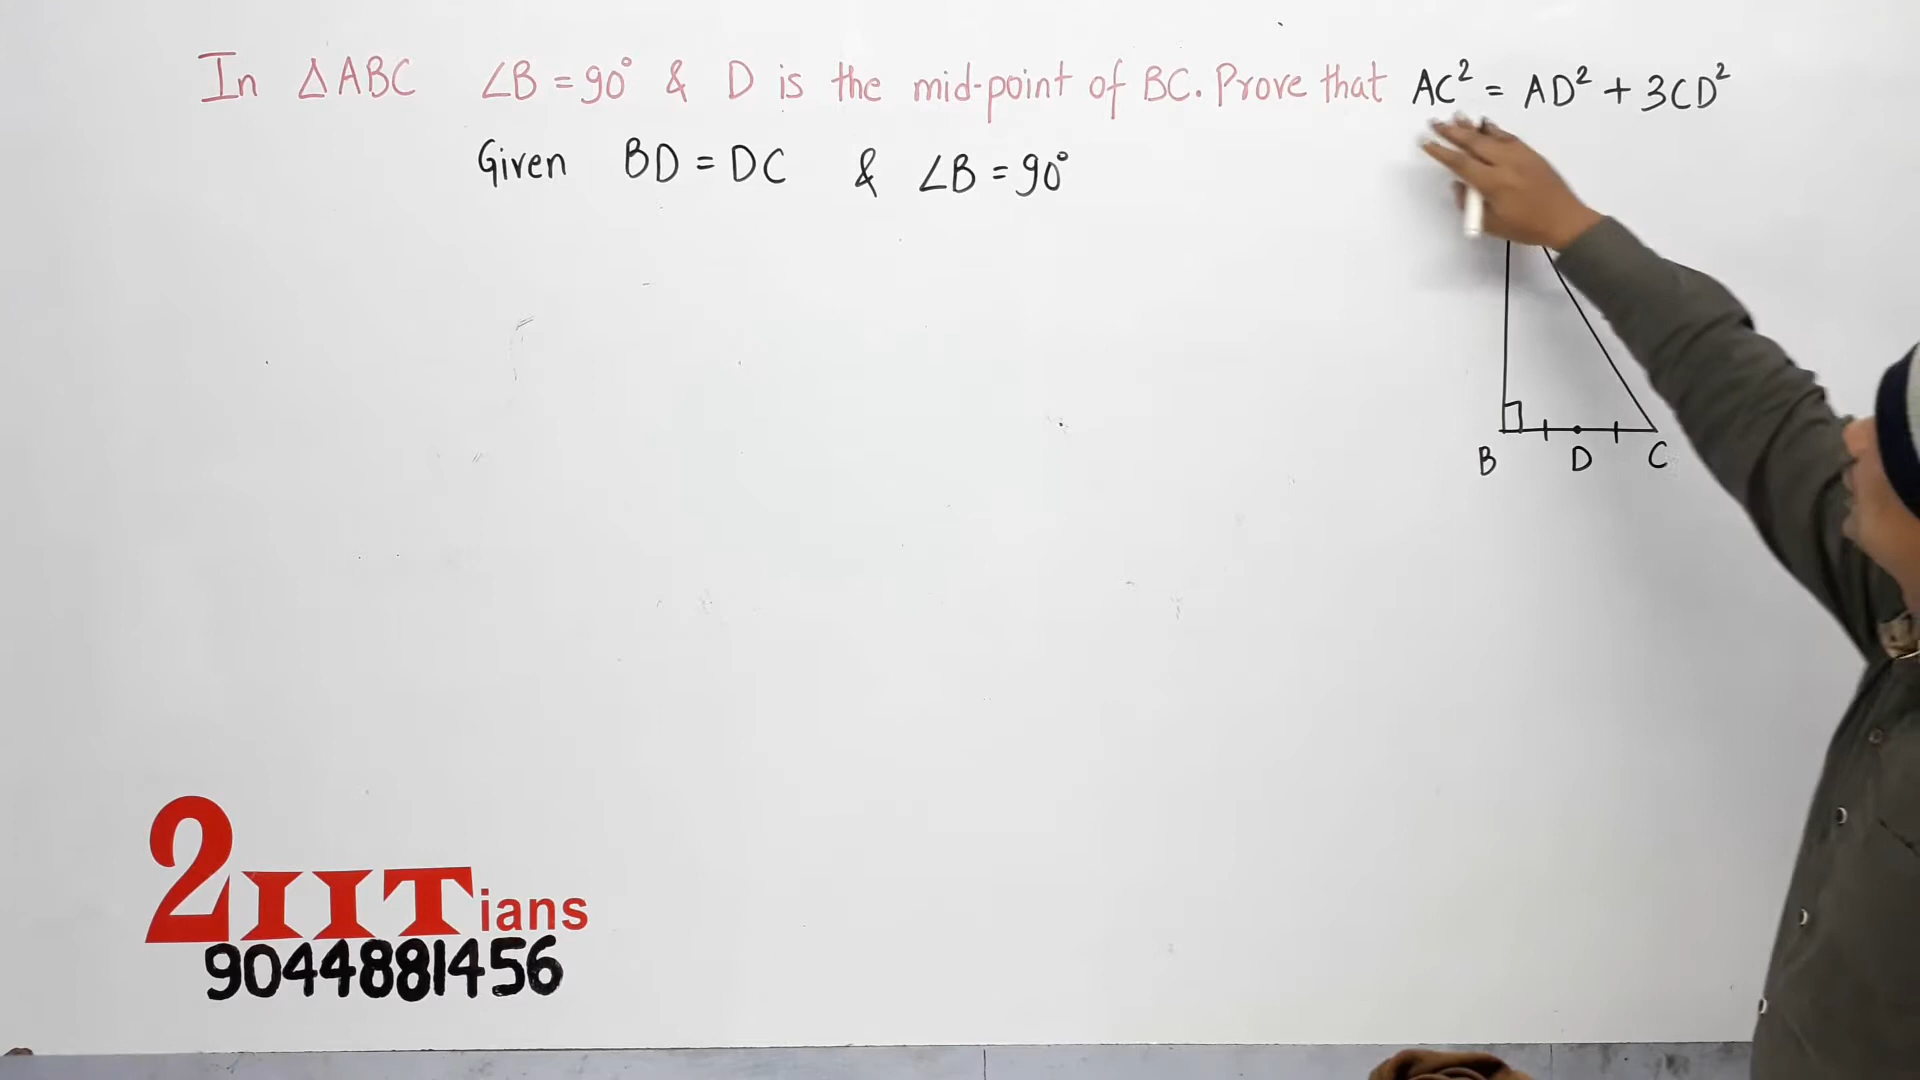 In △ABC ∠B = 90° & D is the mid-point of BC. Prove that AC² = AD² + 3CD²
Given BD = DC & ∠B = 90°
B D C
2IITians
9044881456